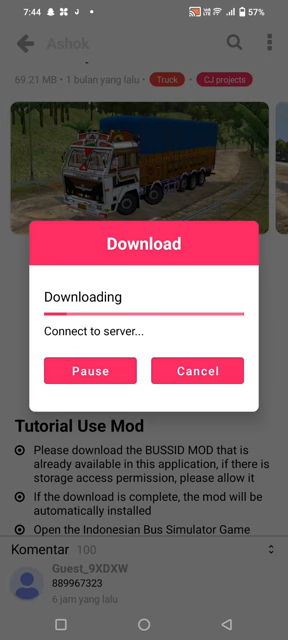 7:44
57%
Ashok
69.21 MB • 1 bulan yang lalu • Truck • CJ projects
Download
Downloading
Connect to server...
Pause Cancel
Tutorial Use Mod
Please download the BUSSID MOD that is
already available in this application, if there is
storage access permission, please allow it
If the download is complete, the mod will be
automatically installed
Open the Indonesian Bus Simulator Game
Komentar 100
Guest_9XDXW
889967323
6 jam yang lalu